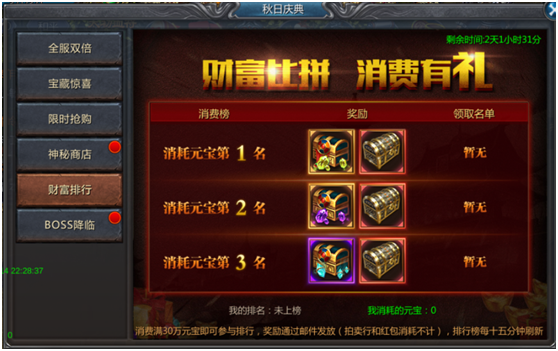 秋日庆典
剩余时间:2天1小时31分
全服双倍
宝藏惊喜
限时抢购
神秘商店
财富排行
BOSS降临
财富比拼 消费有礼
消费榜 奖励 领取名单
消耗元宝第 1 名 暂无
消耗元宝第 2 名 暂无
消耗元宝第 3 名 暂无
我的排名：未上榜 我消耗的元宝：0
消费满30万元宝即可参与排行，奖励通过邮件发放（拍卖行和红包消耗不计），排行榜每十五分钟刷新
22:28:37
0